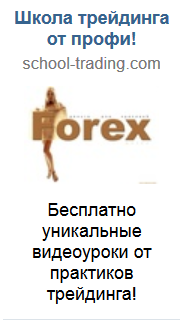 Школа трейдинга
от профи!
school-trading.com
Forex
Бесплатно
уникальные
видеоуроки от
практиков
трейдинга!